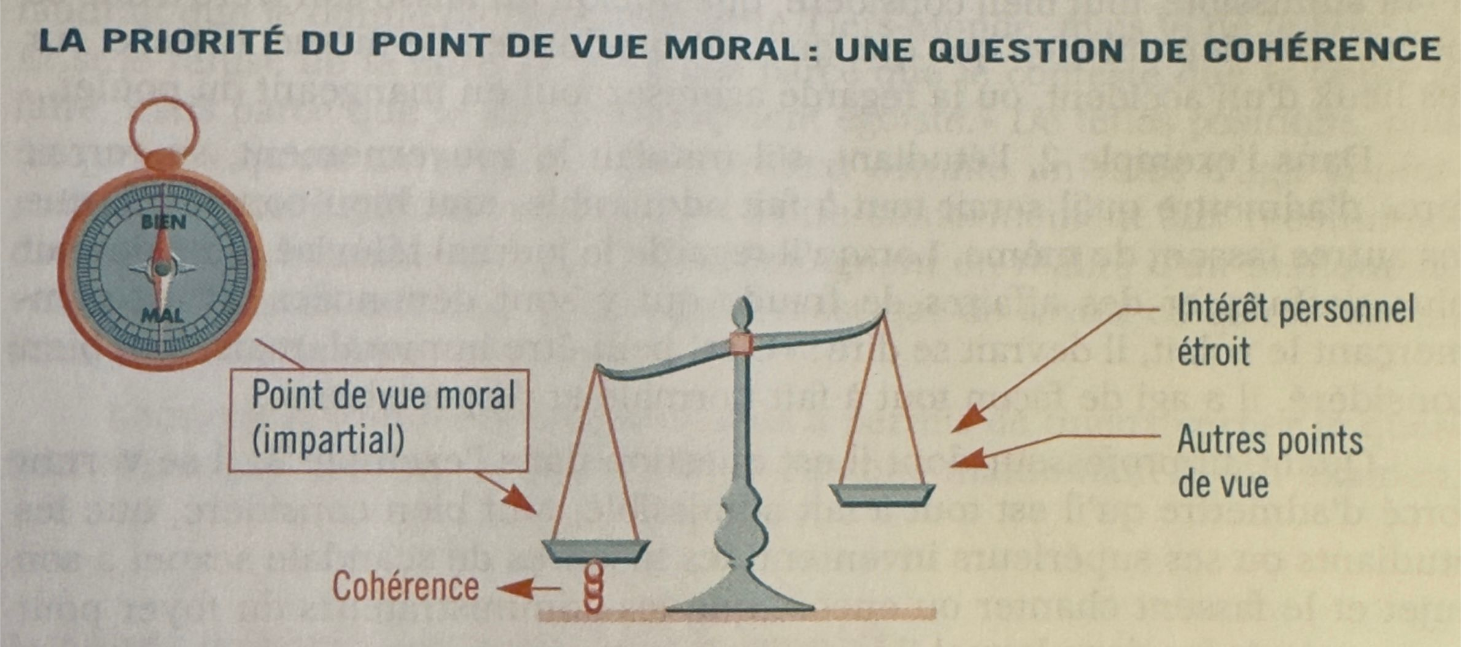 LA PRIORITÉ DU POINT DE VUE MORAL : UNE QUESTION DE COHÉRENCE
BIEN
MAL
Point de vue moral
(impartial)
Cohérence
Intérêt personnel
étroit
Autres points
de vue